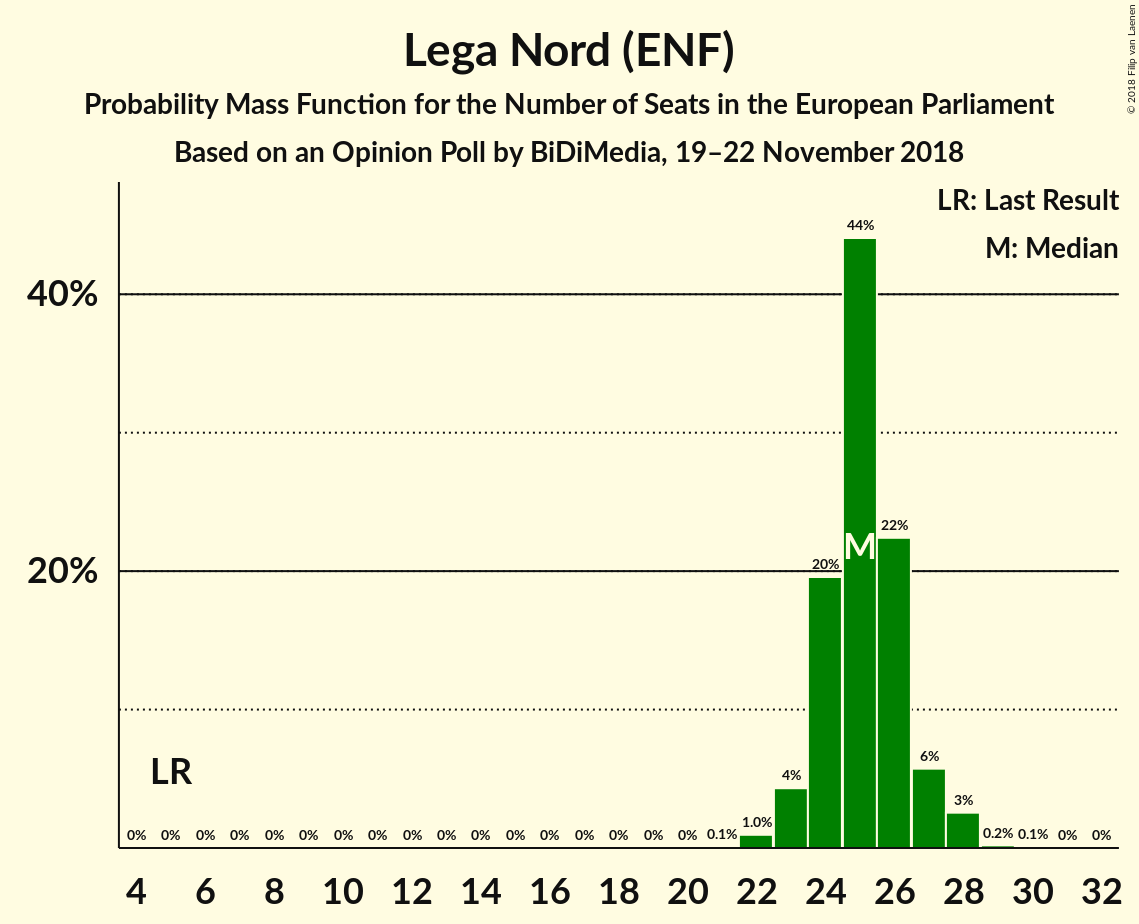 Lega Nord (ENF)
Probability Mass Function for the Number of Seats in the European Parliament
Based on an Opinion Poll by BiDiMedia, 19–22 November 2018
© 2018 Filip van Laenen
LR: Last Result
M: Median
44%
40%
22%
M
20%
20%
6%
LR
4%
3%
1.0%
0% 0% 0% 0% 0% 0% 0% 0% 0% 0% 0% 0% 0% 0% 0% 0% 0% 0.1% 0.2% 0.1% 0% 0%
4 6 8 10 12 14 16 18 20 22 24 26 28 30 32